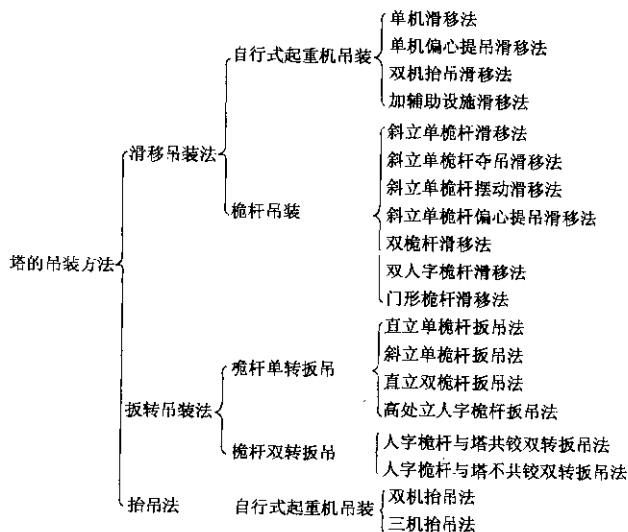 塔的吊装方法
滑移吊装法
自行式起重机吊装
单机滑移法
单机偏心提吊滑移法
双机抬吊滑移法
加辅助设施滑移法
桅杆吊装
斜立单桅杆滑移法
斜立单桅杆夺吊滑移法
斜立单桅杆摆动滑移法
斜立单桅杆偏心提吊滑移法
双桅杆滑移法
双人字桅杆滑移法
门形桅杆滑移法
扳转吊装法
桅杆单转扳吊
直立单桅杆扳吊法
斜立单桅杆扳吊法
直立双桅杆扳吊法
高处立人字桅杆扳吊法
桅杆双转扳吊
人字桅杆与塔共铰双转扳吊法
人字桅杆与塔不共铰双转扳吊法
抬吊法
自行式起重机吊装
双机抬吊法
三机抬吊法